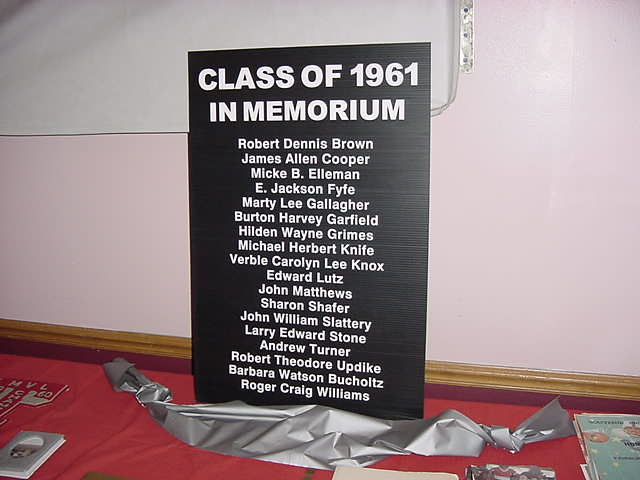 CLASS OF 1961
IN MEMORIUM
Robert Dennis Brown
James Allen Cooper
Micke B. Elleman
E. Jackson Fyfe
Marty Lee Gallagher
Burton Harvey Garfield
Hilden Wayne Grimes
Michael Herbert Knife
Verble Carolyn Lee Knox
Edward Lutz
John Matthews
Sharon Shafer
John William Slattery
Larry Edward Stone
Andrew Turner
Robert Theodore Updike
Barbara Watson Bucholtz
Roger Craig Williams